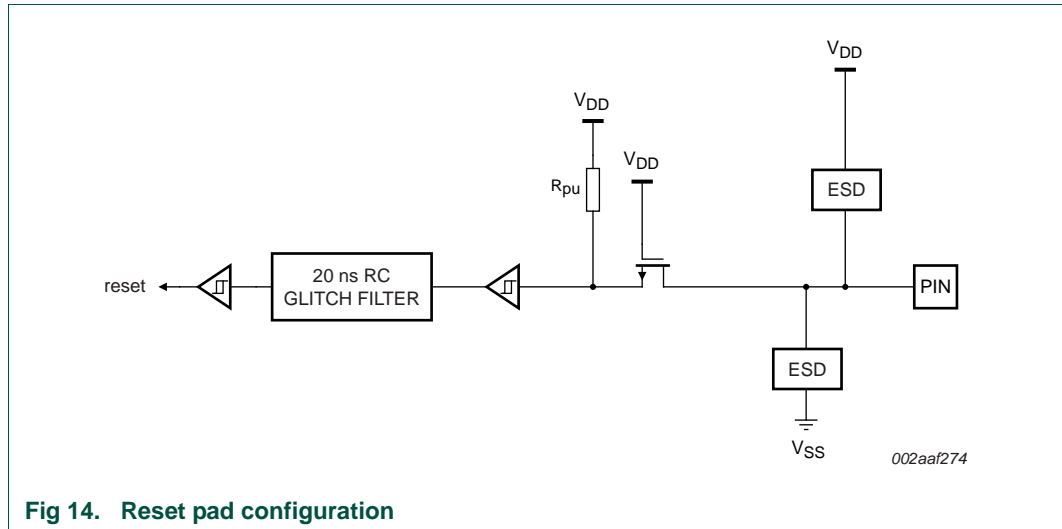 VDD
VDD
VDD
Rpu
ESD
reset
20 ns RC
GLITCH FILTER
PIN
ESD
VSS
002aaf274
Fig 14. Reset pad configuration